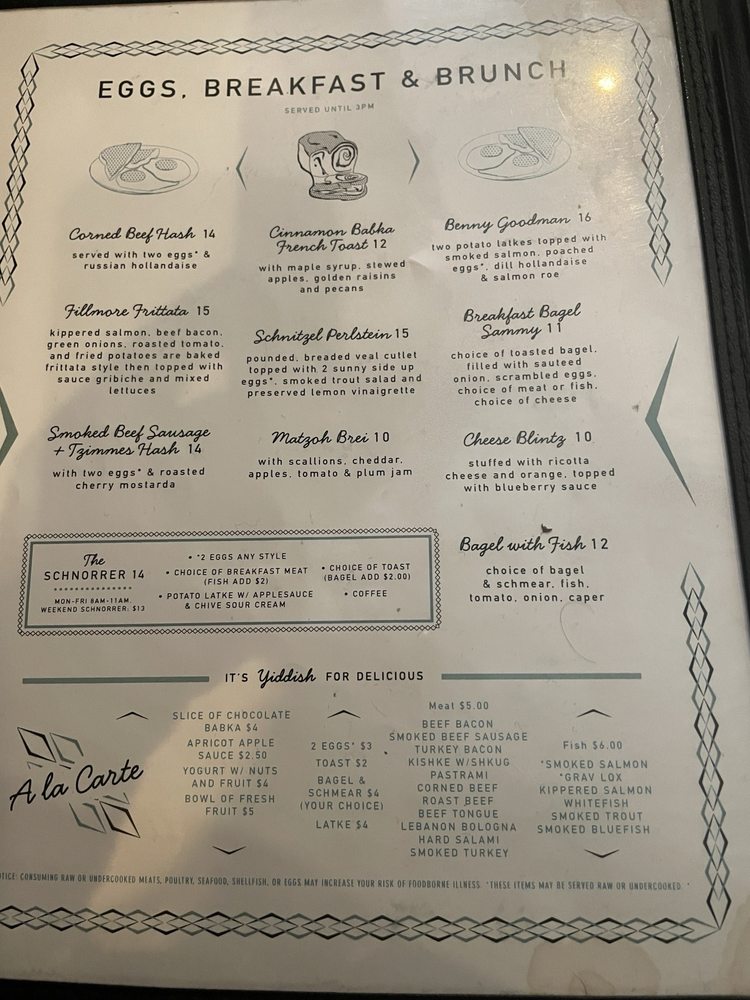 EGGS, BREAKFAST & BRUNCH
SERVED UNTIL 3PM
Corned Beef Hash 14
served with two eggs* &
russian hollandaise
Fillmore Frittata 15
kippered salmon, beef bacon,
green onions, roasted tomato,
and fried potatoes are baked
frittata style then topped with
sauce gribiche and mixed
lettuces
Smoked Beef Sausage
+ Tzimmes Hash 14
with two eggs* & roasted
cherry mostarda
Cinnamon Babka
French Toast 12
with maple syrup, stewed
apples, golden raisins
and pecans
Schnitzel Perlstein 15
pounded, breaded veal cutlet
topped with 2 sunny side up
eggs*, smoked trout salad and
preserved lemon vinaigrette
Matzoh Brei 10
with scallions, cheddar,
apples, tomato & plum jam
Benny Goodman 16
two potato latkes topped with
smoked salmon, poached
eggs*, dill hollandaise
& salmon roe
Breakfast Bagel
Sammy 11
choice of toasted bagel,
filled with sauteed
onion, scrambled eggs,
choice of meat or fish,
choice of cheese
Cheese Blintz 10
stuffed with ricotta
cheese and orange, topped
with blueberry sauce
Bagel with Fish 12
choice of bagel
& schmear, fish,
tomato, onion, caper
The
SCHNORRER 14
MON-FRI 8AM-11AM,
WEEKEND SCHNORRER: $13
• *2 EGGS ANY STYLE
• CHOICE OF BREAKFAST MEAT
(FISH ADD $2)
• POTATO LATKE W/ APPLESAUCE
& CHIVE SOUR CREAM
• CHOICE OF TOAST
(BAGEL ADD $2.00)
• COFFEE
IT'S Yiddish FOR DELICIOUS
A la Carte
SLICE OF CHOCOLATE
BABKA $4
APRICOT APPLE
SAUCE $2.50
YOGURT W/ NUTS
AND FRUIT $4
BOWL OF FRESH
FRUIT $5
2 EGGS* $3
TOAST $2
BAGEL &
SCHMEAR $4
(YOUR CHOICE)
LATKE $4
Meat $5.00
BEEF BACON
SMOKED BEEF SAUSAGE
TURKEY BACON
KISHKE W/SHKUG
PASTRAMI
CORNED BEEF
ROAST BEEF
BEEF TONGUE
LEBANON BOLOGNA
HARD SALAMI
SMOKED TURKEY
Fish $6.00
*SMOKED SALMON
*GRAV LOX
KIPPERED SALMON
WHITEFISH
SMOKED TROUT
SMOKED BLUEFISH
OTICE: CONSUMING RAW OR UNDERCOOKED MEATS, POULTRY, SEAFOOD, SHELLFISH, OR EGGS MAY INCREASE YOUR RISK OF FOODBORNE ILLNESS. *THESE ITEMS MAY BE SERVED RAW OR UNDERCOOKED. *